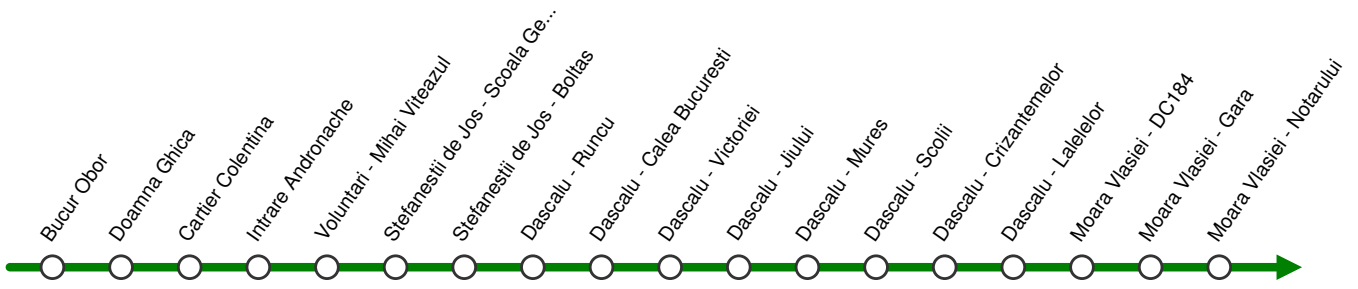 Bucur Obor
Doamna Ghica
Cartier Colentina
Intrare Andronache
Voluntari - Mihai Viteazul
Stefanestii de Jos - Scoala Ge...
Stefanestii de Jos - Boltas
Dascalu - Runcu
Dascalu - Calea Bucuresti
Dascalu - Victoriei
Dascalu - Jiului
Dascalu - Mures
Dascalu - Scolii
Dascalu - Crizantemelor
Dascalu - Lalelelor
Moara Vlasiei - DC184
Moara Vlasiei - Gara
Moara Vlasiei - Notarului